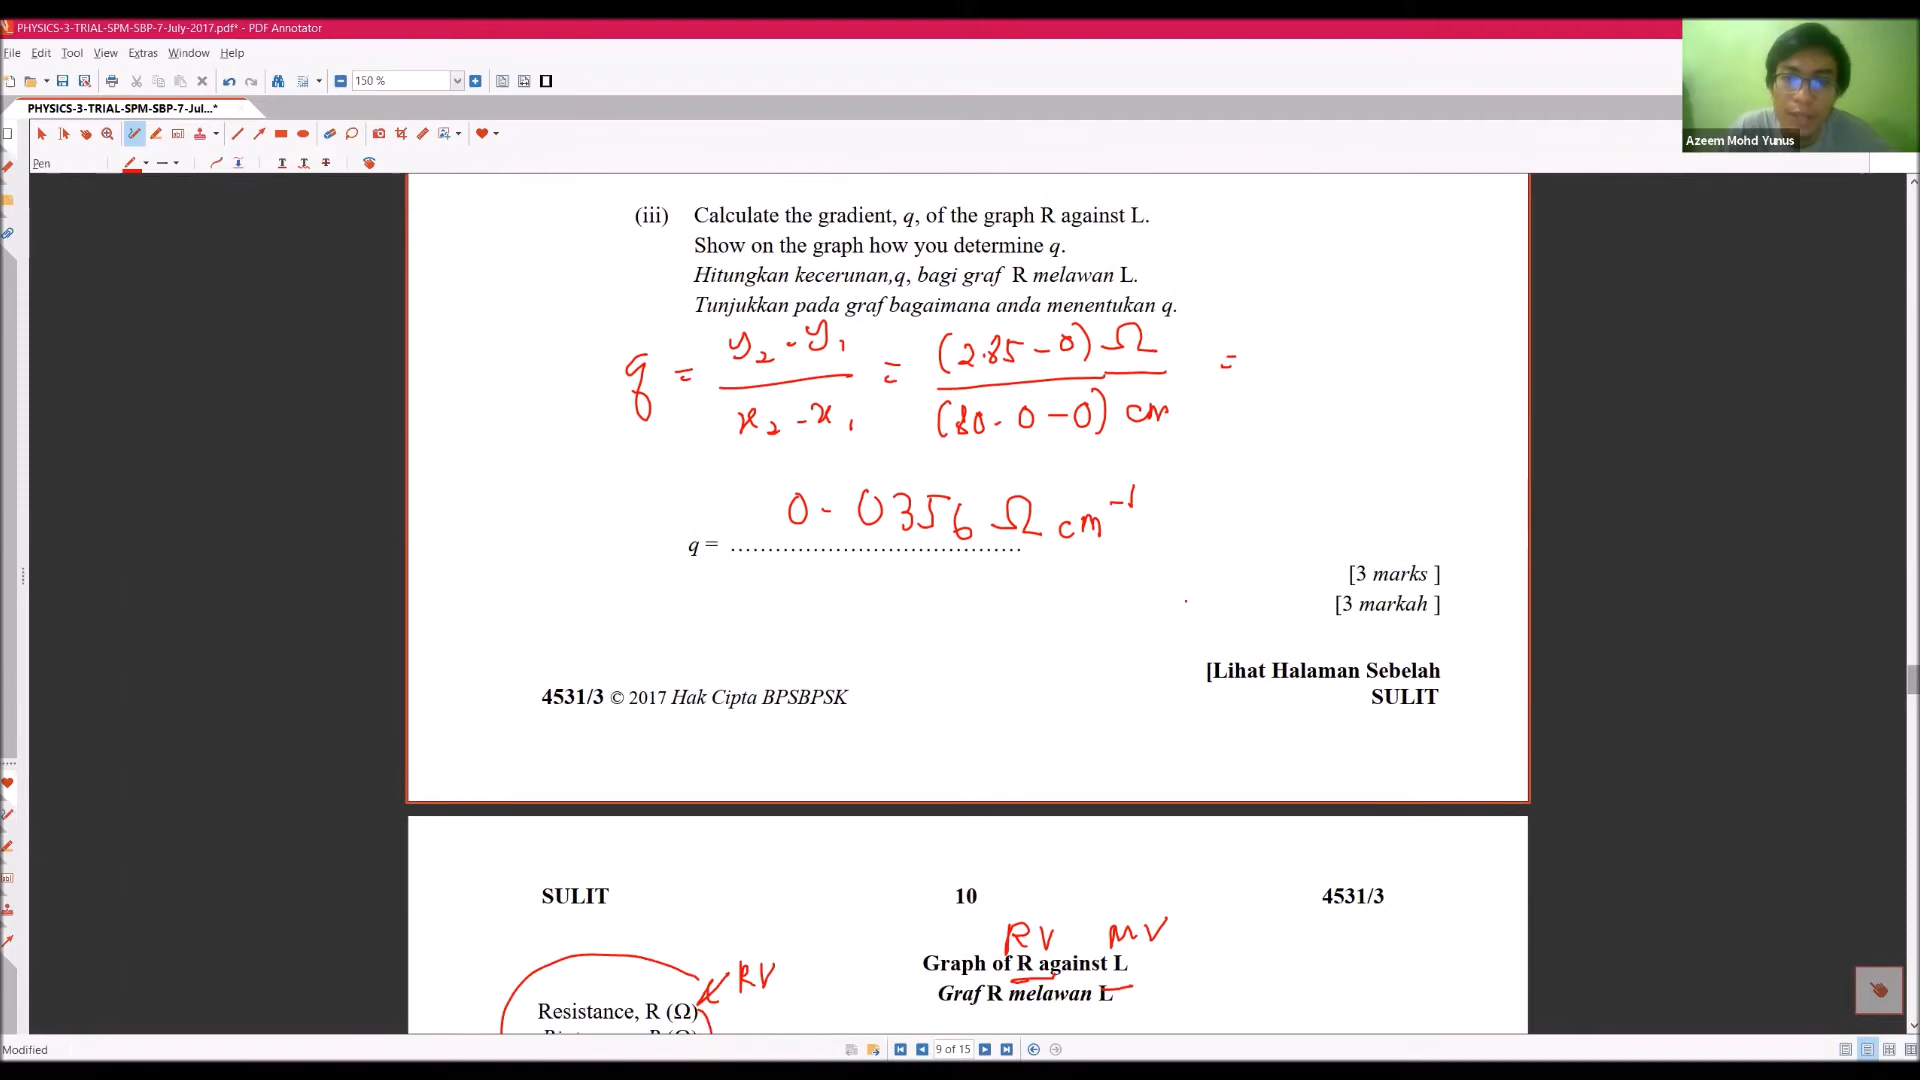 PHYSICS-3-TRIAL-SPM-SBP-7-July-2017.pdf* - PDF Annotator
File Edit Tool View Extras Window Help
150 %
PHYSICS-3-TRIAL-SPM-SBP-7-Jul...*
Pen
Azeem Mohd Yunus
(iii) Calculate the gradient, q, of the graph R against L.
Show on the graph how you determine q.
Hitungkan kecerunan,q, bagi graf R melawan L.
Tunjukkan pada graf bagaimana anda menentukan q.
q = y₂ - y₁ / x₂ - x₁ = (2.85 - 0) Ω / (80.0 - 0) cm =
0.0356 Ω cm⁻¹
q = ……………………………………
[3 marks ]
[3 markah ]
[Lihat Halaman Sebelah
4531/3 © 2017 Hak Cipta BPSBPSK SULIT
SULIT 10 4531/3
RV MV
Graph of R against L
Graf R melawan L
RV
Resistance, R (Ω)
Modified
9 of 15